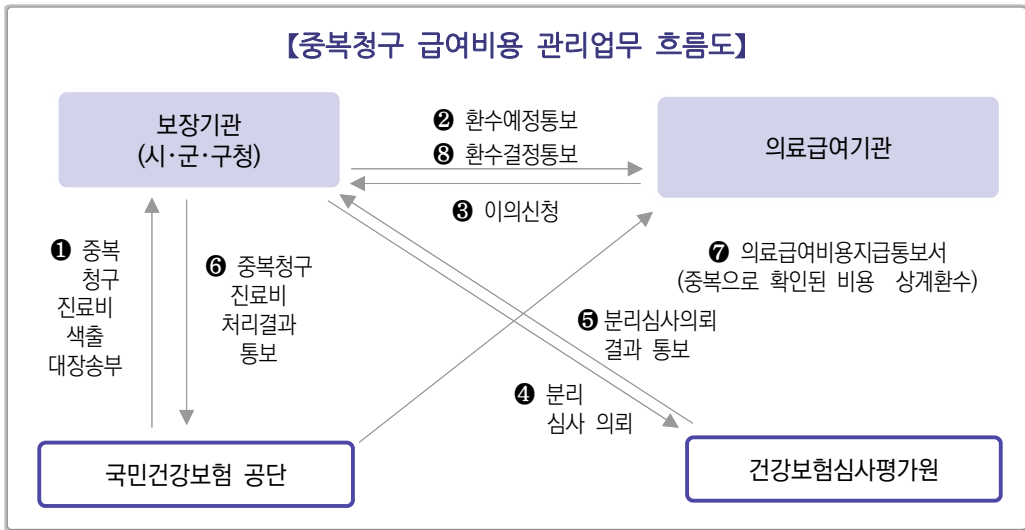 【중복청구 급여비용 관리업무 흐름도】
보장기관
(시·군·구청)
❷ 환수예정통보
❽ 환수결정통보
의료급여기관
❸ 이의신청
❶ 중복
청구
진료비
색출
대장송부
❻ 중복청구
진료비
처리결과
통보
❼ 의료급여비용지급통보서
(중복으로 확인된 비용 상계환수)
❺ 분리심사의뢰
결과 통보
❹ 분리
심사 의뢰
국민건강보험 공단
건강보험심사평가원